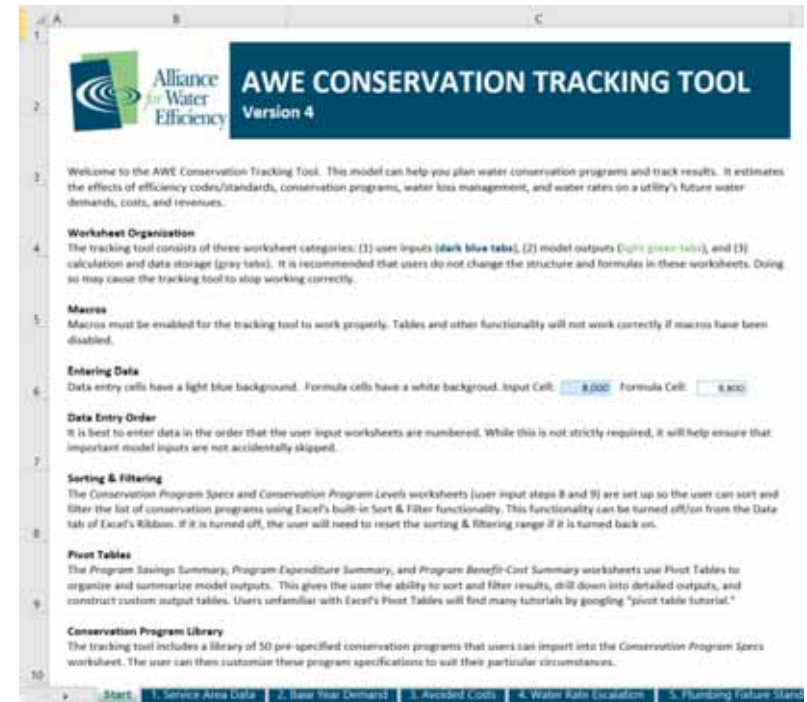 A B C
1
2
3
4
5
6
7
8
9
10
Alliance
for Water
Efficiency
AWE CONSERVATION TRACKING TOOL
Version 4
Welcome to the AWE Conservation Tracking Tool. This model can help you plan water conservation programs and track results. It estimates
the effects of efficiency codes/standards, conservation programs, water loss management, and water rates on a utility's future water
demands, costs, and revenues.
Worksheet Organization
The tracking tool consists of three worksheet categories: (1) user inputs (dark blue tabs), (2) model outputs (light green tabs), and (3)
calculation and data storage (gray tabs). It is recommended that users do not change the structure and formulas in these worksheets. Doing
so may cause the tracking tool to stop working correctly.
Macros
Macros must be enabled for the tracking tool to work properly. Tables and other functionality will not work correctly if macros have been
disabled.
Entering Data
Data entry cells have a light blue background. Formula cells have a white backgroud. Input Cell: 8,000 Formula Cell: 9,800
Data Entry Order
It is best to enter data in the order that the user input worksheets are numbered. While this is not strictly required, it will help ensure that
important model inputs are not accidentally skipped.
Sorting & Filtering
The Conservation Program Specs and Conservation Program Levels worksheets (user input steps 8 and 9) are set up so the user can sort and
filter the list of conservation programs using Excel's built-in Sort & Filter functionality. This functionality can be turned off/on from the Data
tab of Excel's Ribbon. If it is turned off, the user will need to reset the sorting & filtering range if it is turned back on.
Pivot Tables
The Program Savings Summary, Program Expenditure Summary, and Program Benefit-Cost Summary worksheets use Pivot Tables to
organize and summarize model outputs. This gives the user the ability to sort and filter results, drill down into detailed outputs, and
construct custom output tables. Users unfamiliar with Excel's Pivot Tables will find many tutorials by googling "pivot table tutorial."
Conservation Program Library
The tracking tool includes a library of 50 pre-specified conservation programs that users can import into the Conservation Program Specs
worksheet. The user can then customize these program specifications to suit their particular circumstances.
Start 1. Service Area Data 2. Base Year Demand 3. Avoided Costs 4. Water Rate Escalation 5. Plumbing Fixture Stand